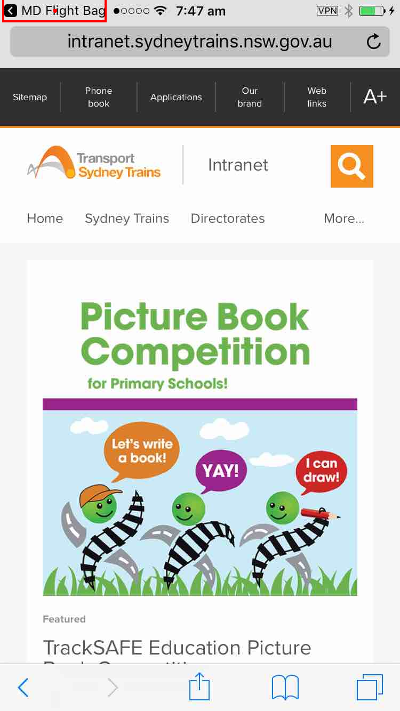 MD Flight Bag 7:47 am VPN
intranet.sydneytrains.nsw.gov.au
Sitemap
Phone
book
Applications
Our
brand
Web
links
A+
Transport
Sydney Trains
Intranet
Home Sydney Trains Directorates More...
Picture Book
Competition
for Primary Schools!
Let's write
a book!
YAY!
I can
draw!
Featured
TrackSAFE Education Picture